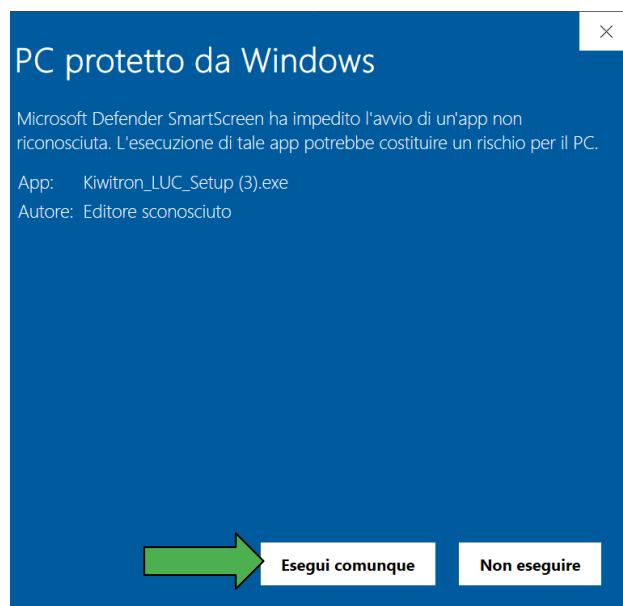 PC protetto da Windows
Microsoft Defender SmartScreen ha impedito l'avvio di un'app non
riconosciuta. L'esecuzione di tale app potrebbe costituire un rischio per il PC.
App: Kiwitron_LUC_Setup (3).exe
Autore: Editore sconosciuto
Esegui comunque Non eseguire